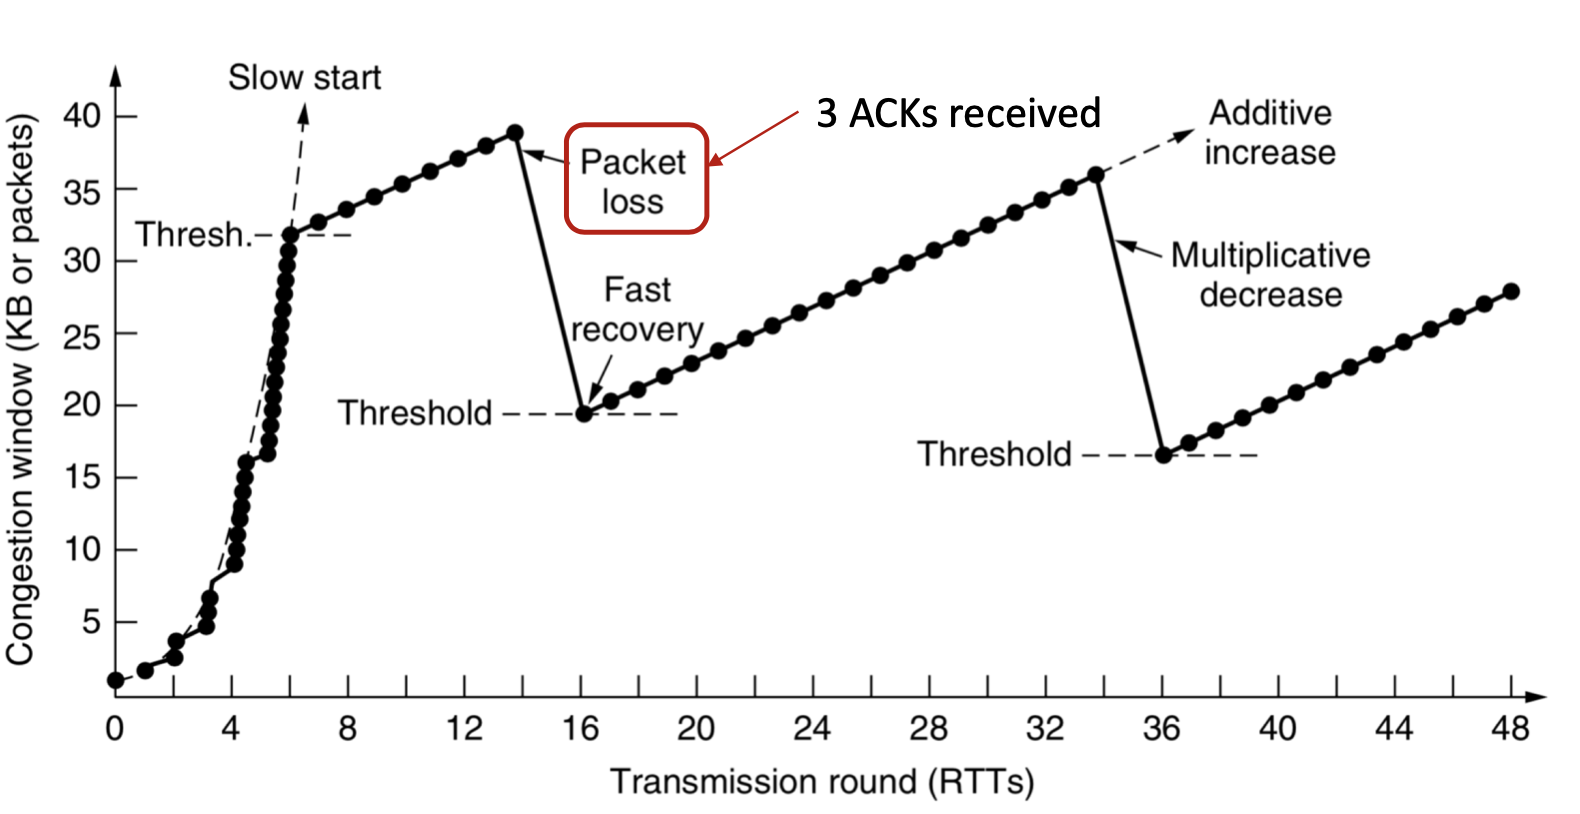 Slow start
3 ACKs received
Additive
increase
Packet
loss
Thresh.
Fast
recovery
Multiplicative
decrease
Threshold
Threshold
Congestion window (KB or packets)
40
35
30
25
20
15
10
5
0 4 8 12 16 20 24 28 32 36 40 44 48
Transmission round (RTTs)